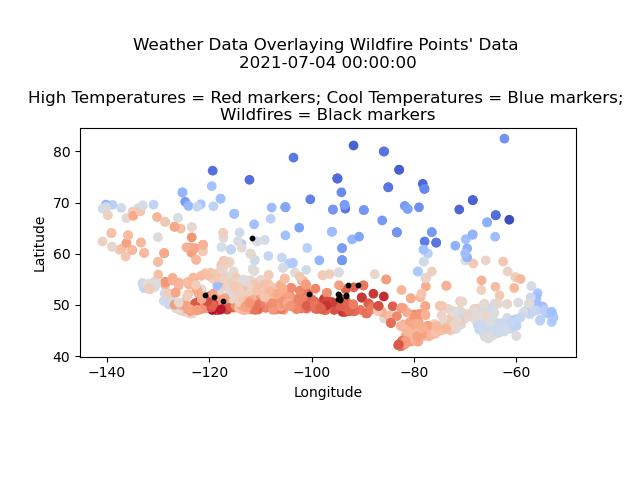 Weather Data Overlaying Wildfire Points' Data
2021-07-04 00:00:00
High Temperatures = Red markers; Cool Temperatures = Blue markers;
Wildfires = Black markers
80
70
60
50
40
Latitude
−140 −120 −100 −80 −60
Longitude